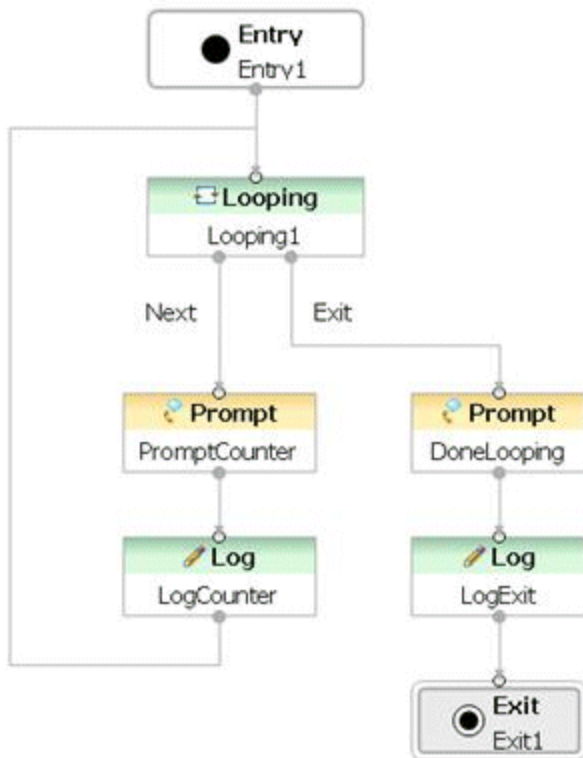 Entry
Entry1
Looping
Looping1
Next
Exit
Prompt
PromptCounter
Prompt
DoneLooping
Log
LogCounter
Log
LogExit
Exit
Exit1